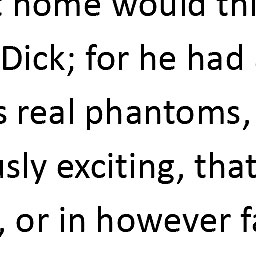 home would thi
Dick; for he had
s real phantoms,
usly exciting, that
, or in however fa